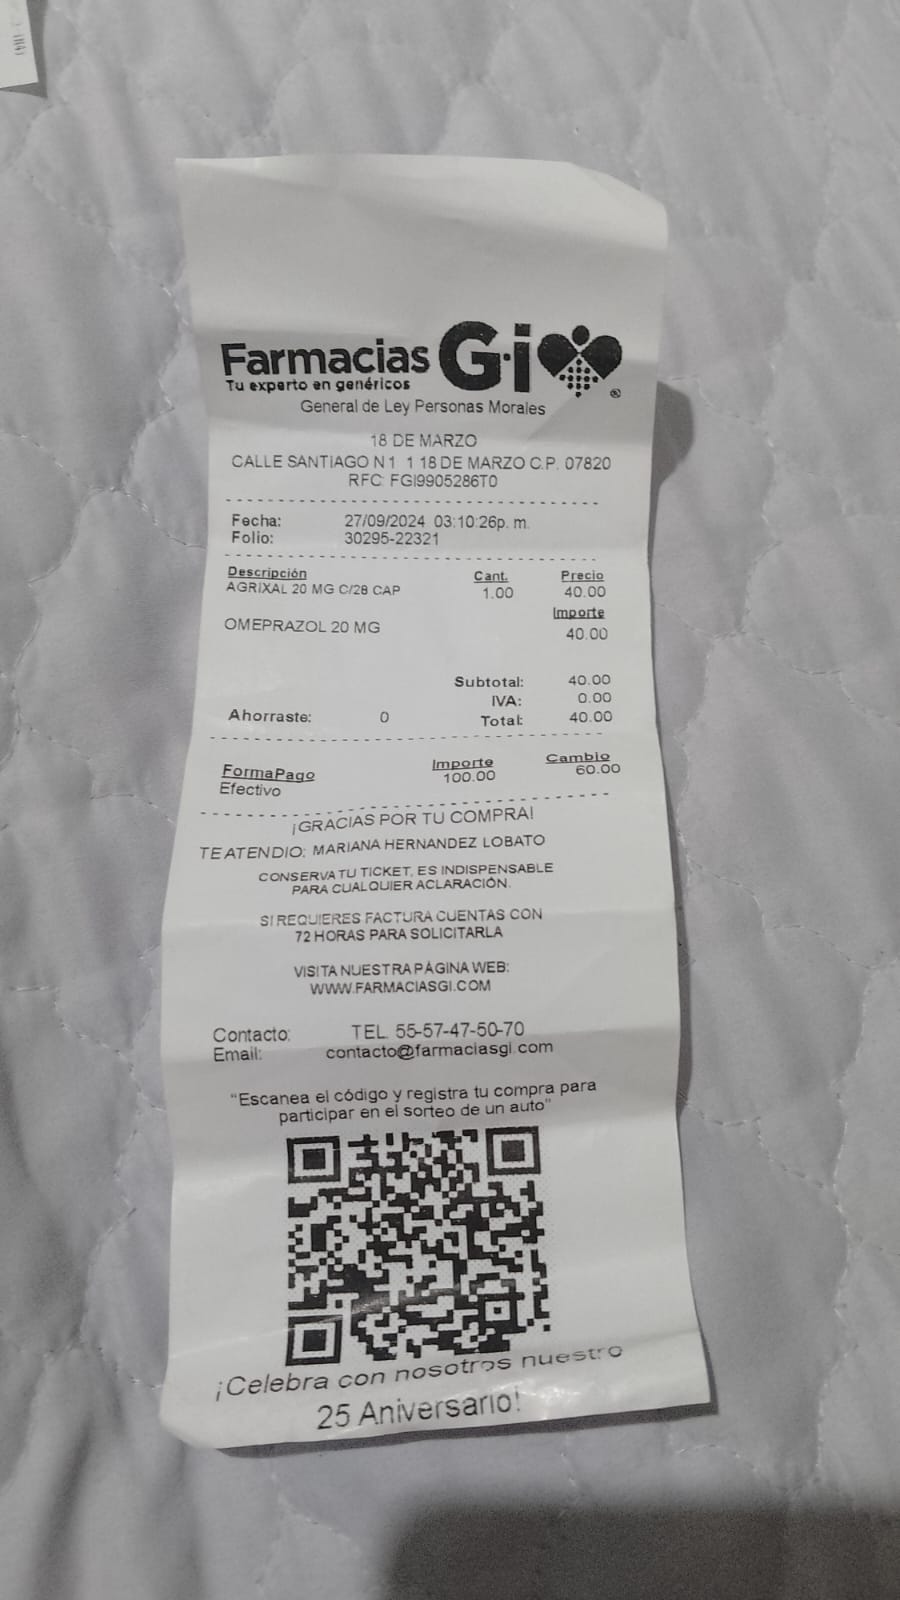 Farmacias G·i ®
Tu experto en genéricos
General de Ley Personas Morales
18 DE MARZO
CALLE SANTIAGO N 1 1 18 DE MARZO C.P. 07820
RFC: FGI9905286T0
Fecha: 27/09/2024 03:10:26p. m.
Folio: 30295-22321
Descripción Cant. Precio
AGRIXAL 20 MG C/28 CAP 1.00 40.00
Importe
OMEPRAZOL 20 MG 40.00
Subtotal: 40.00
IVA: 0.00
Ahorraste: 0 Total: 40.00
FormaPago Importe Cambio
Efectivo 100.00 60.00
¡GRACIAS POR TU COMPRA!
TE ATENDIO: MARIANA HERNANDEZ LOBATO
CONSERVA TU TICKET, ES INDISPENSABLE
PARA CUALQUIER ACLARACIÓN.
SI REQUIERES FACTURA CUENTAS CON
72 HORAS PARA SOLICITARLA
VISITA NUESTRA PÁGINA WEB:
WWW.FARMACIASGI.COM
Contacto: TEL. 55-57-47-50-70
Email: contacto@farmaciasgi.com
"Escanea el código y registra tu compra para
participar en el sorteo de un auto"
¡Celebra con nosotros nuestro
25 Aniversario!